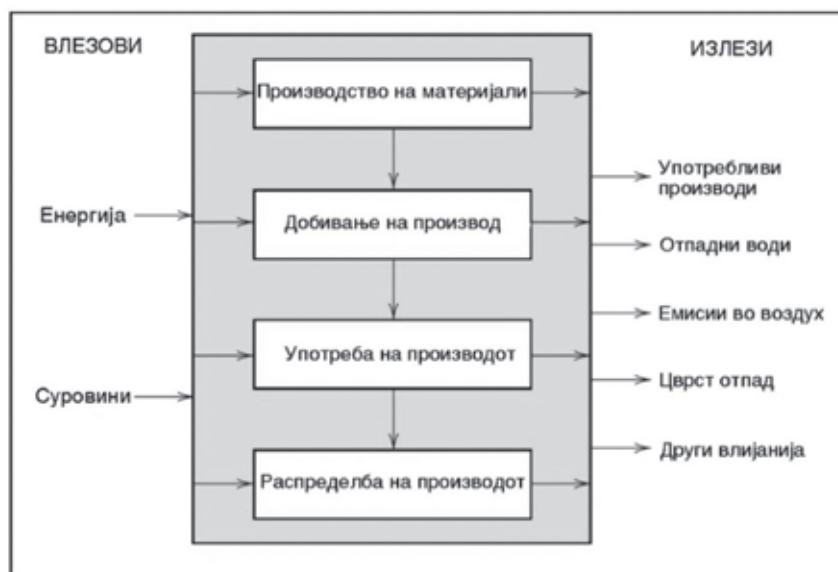 ВЛЕЗОВИ
ИЗЛЕЗИ
Производство на материјали
Употребливи
производи
Енергија
Добивање на производ
Отпадни води
Емисии во воздух
Употреба на производот
Цврст отпад
Суровини
Други влијанија
Распределба на производот